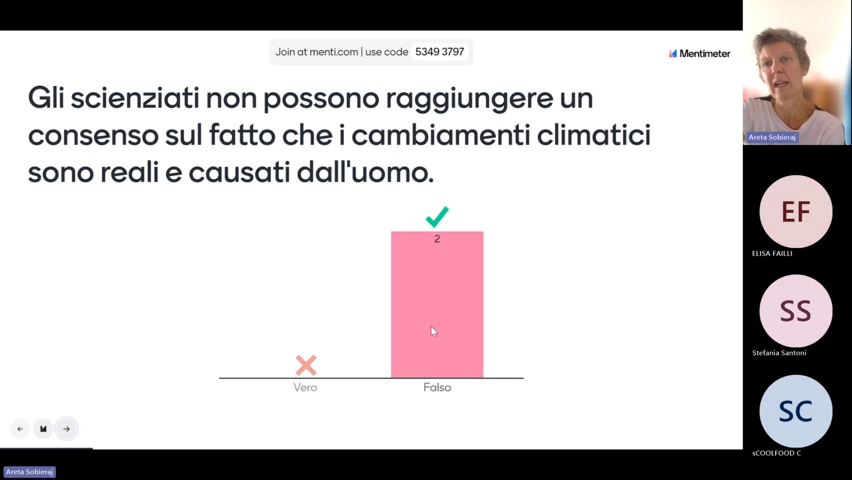 Join at menti.com | use code 5349 3797
Mentimeter
Gli scienziati non possono raggiungere un
consenso sul fatto che i cambiamenti climatici
sono reali e causati dall'uomo.
2
Vero
Falso
Areta Sobieraj
EF
ELISA FAILLI
SS
Stefania Santoni
SC
sCOOLFOOD C
Areta Sobieraj